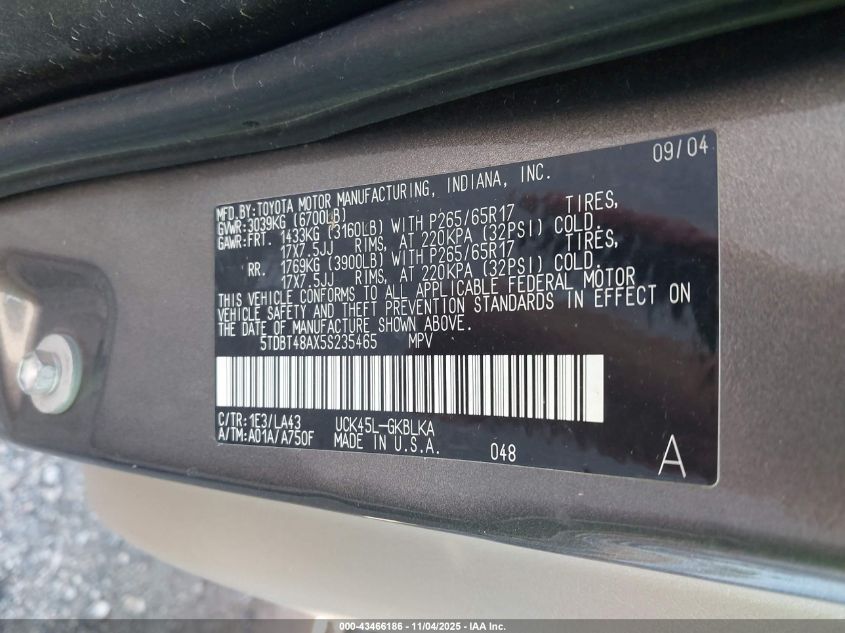 09/04
MFD.BY:TOYOTA MOTOR MANUFACTURING, INDIANA, INC.
GVWR:3039KG (6700LB)
GAWR:FRT. 1433KG (3160LB) WITH P265/65R17 TIRES,
17X7.5JJ RIMS, AT 220KPA (32PSI) COLD.
RR. 1769KG (3900LB) WITH P265/65R17 TIRES,
17X7.5JJ RIMS, AT 220KPA (32PSI) COLD.
THIS VEHICLE CONFORMS TO ALL APPLICABLE FEDERAL MOTOR
VEHICLE SAFETY AND THEFT PREVENTION STANDARDS IN EFFECT ON
THE DATE OF MANUFACTURE SHOWN ABOVE.
5TDBT48AX5S235465 MPV
C/TR:1E3/LA43 UCK45L-GKBLKA
A/TM:A01A/A750F MADE IN U.S.A. 048 A
000-43466186 - 11/04/2025 - IAA Inc.